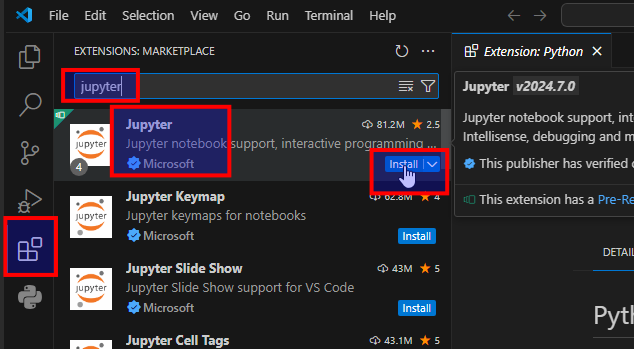 File Edit Selection View Go Run Terminal Help
EXTENSIONS: MARKETPLACE
jupyter
Jupyter 81.2M 2.5
Jupyter notebook support, interactive programming ...
Microsoft Install
4
jupyter
Jupyter Keymap 62.8M 4
Jupyter keymaps for notebooks
Microsoft Install
jupyter
Jupyter Slide Show 43M 5
Jupyter Slide Show support for VS Code
Microsoft Install
jupyter
Jupyter Cell Tags 43.1M 5
Extension: Python
Jupyter v2024.7.0
Jupyter notebook support, inte
Intellisense, debugging and m
This publisher has verified
This extension has a Pre-Re
DETAIL
Pyth